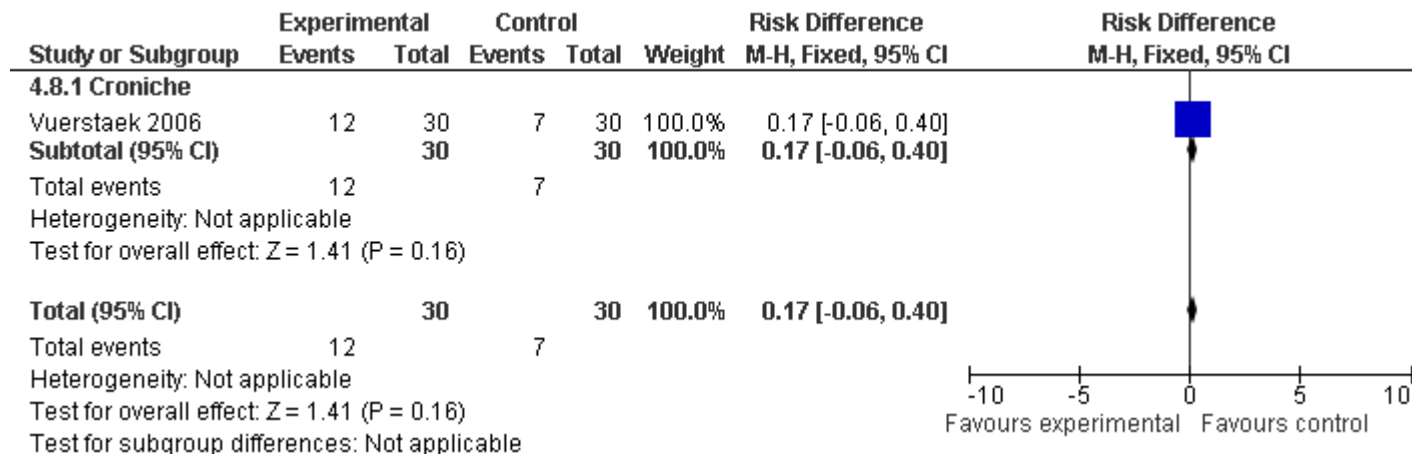 Experimental Control Risk Difference Risk Difference
Study or Subgroup Events Total Events Total Weight M-H, Fixed, 95% CI M-H, Fixed, 95% CI
4.8.1 Croniche
Vuerstaek 2006 12 30 7 30 100.0% 0.17 [-0.06, 0.40]
Subtotal (95% CI) 30 30 100.0% 0.17 [-0.06, 0.40]
Total events 12 7
Heterogeneity: Not applicable
Test for overall effect: Z = 1.41 (P = 0.16)
Total (95% CI) 30 30 100.0% 0.17 [-0.06, 0.40]
Total events 12 7
Heterogeneity: Not applicable
Test for overall effect: Z = 1.41 (P = 0.16)
Test for subgroup differences: Not applicable
-10 -5 0 5 10
Favours experimental Favours control